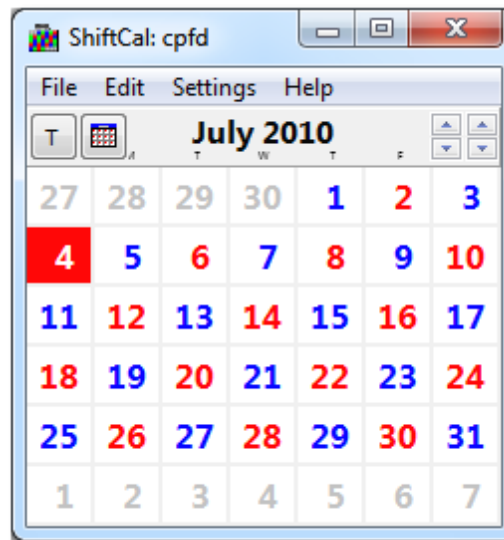 ShiftCal: cpfd
File Edit Settings Help
T July 2010
T W T F
27 28 29 30 1 2 3
4 5 6 7 8 9 10
11 12 13 14 15 16 17
18 19 20 21 22 23 24
25 26 27 28 29 30 31
1 2 3 4 5 6 7